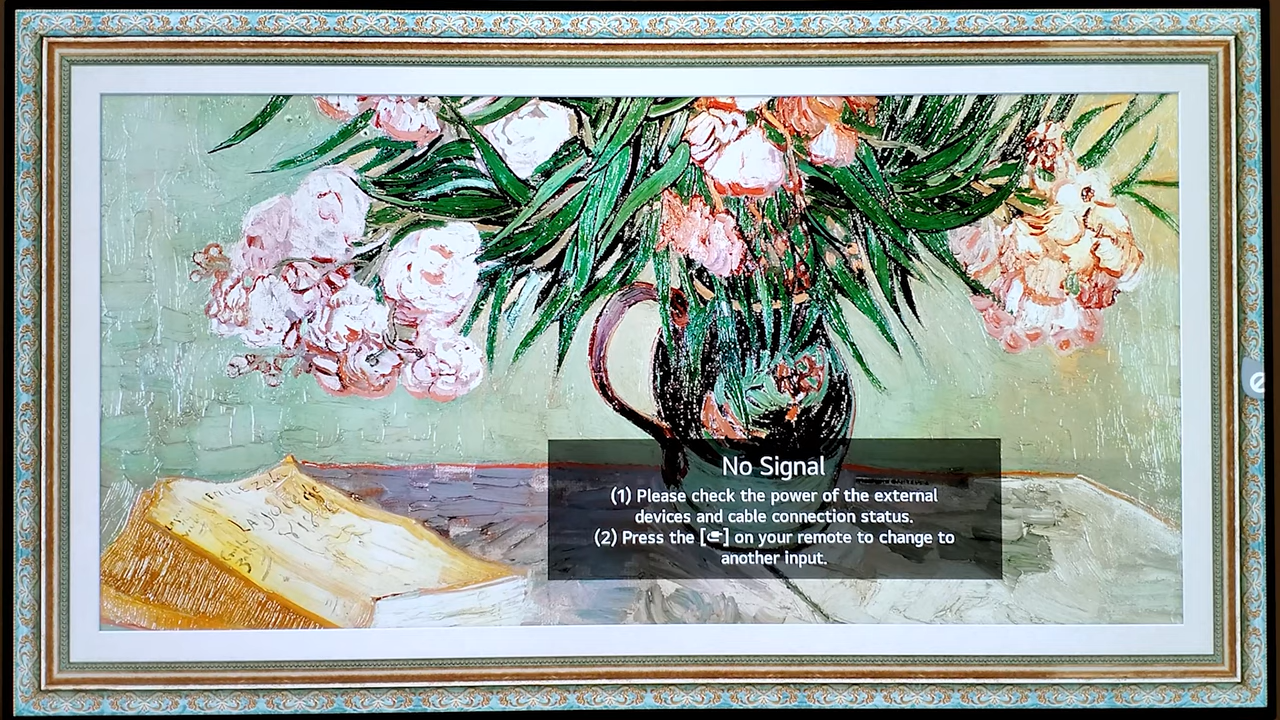 No Signal
(1) Please check the power of the external
devices and cable connection status.
(2) Press the [ ] on your remote to change to
another input.